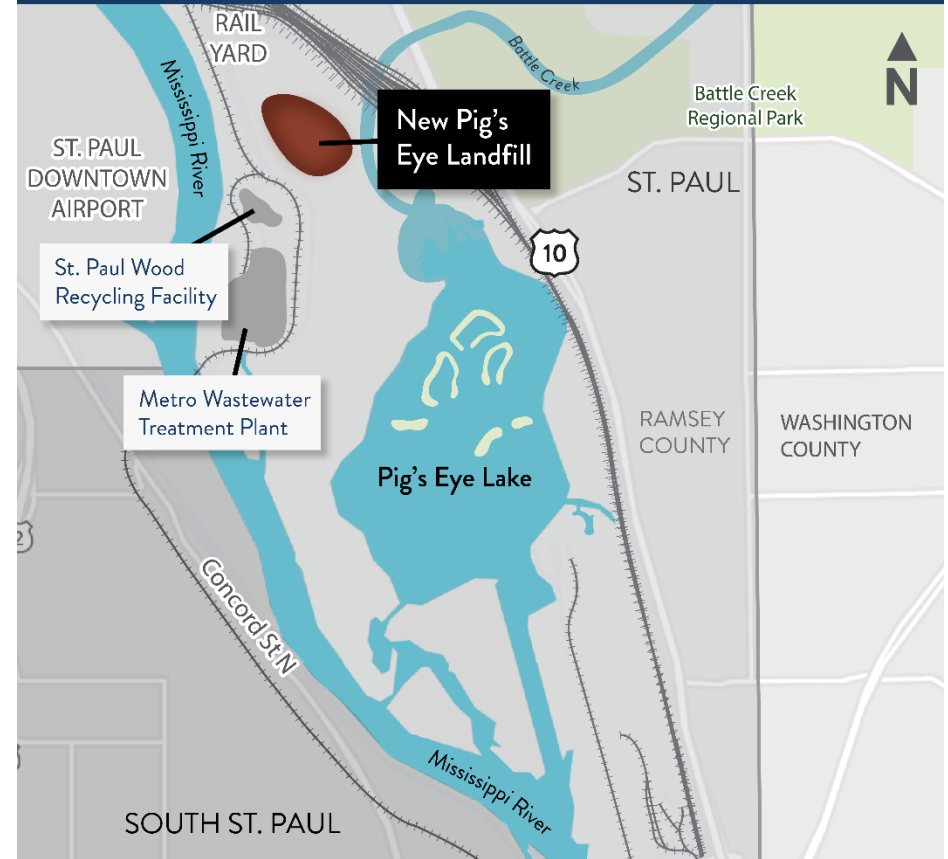 RAIL
YARD
Battle Creek
N
Mississippi River
New Pig's
Eye Landfill
Battle Creek
Regional Park
ST. PAUL
DOWNTOWN
AIRPORT
ST. PAUL
10
St. Paul Wood
Recycling Facility
Metro Wastewater
Treatment Plant
RAMSEY
COUNTY
WASHINGTON
COUNTY
Pig's Eye Lake
2
Concord St N
Mississippi River
SOUTH ST. PAUL